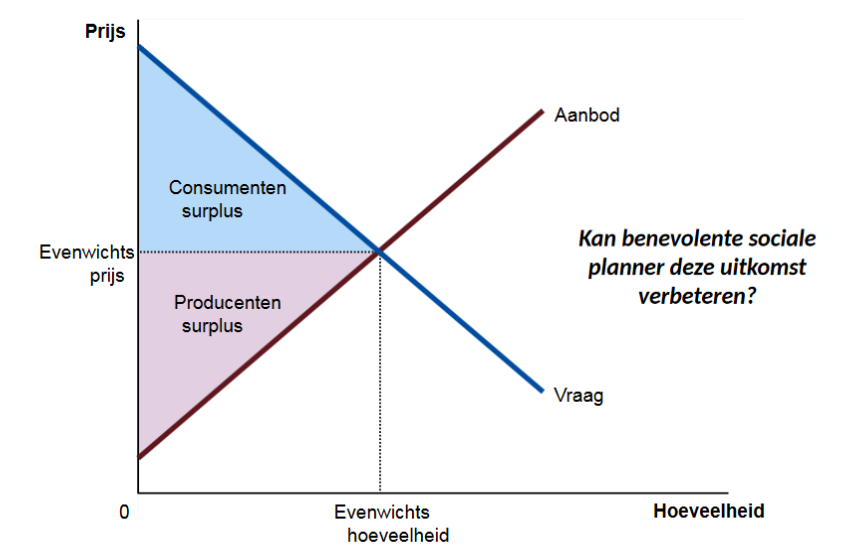 Prijs
Aanbod
Consumenten
surplus
Kan benevolente sociale
planner deze uitkomst
verbeteren?
Evenwichts
prijs
Producenten
surplus
Vraag
0
Evenwichts
hoeveelheid
Hoeveelheid